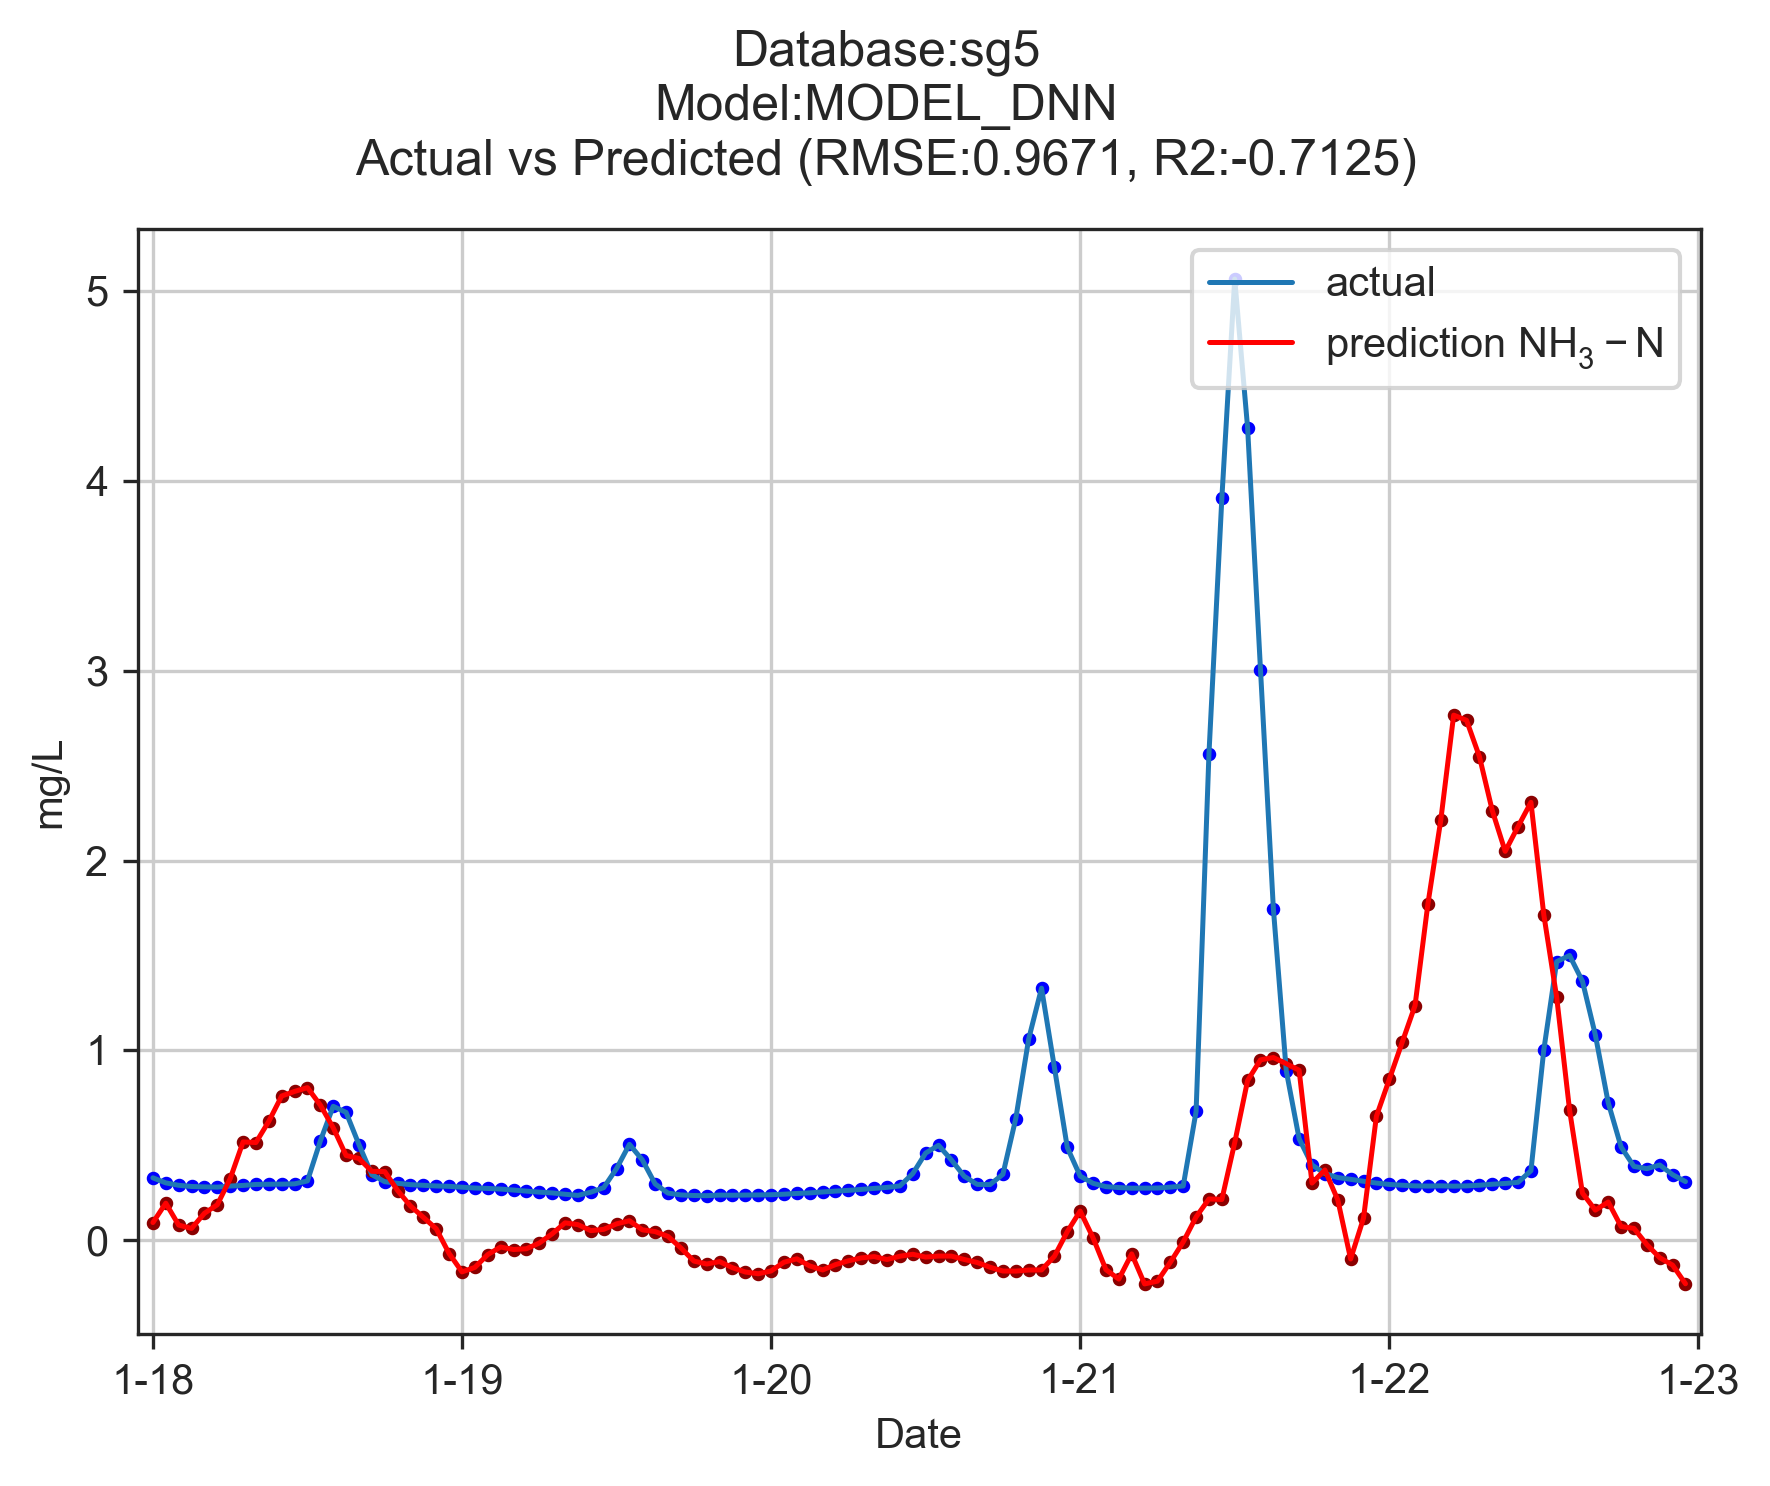 Database:sg5
Model:MODEL_DNN
Actual vs Predicted (RMSE:0.9671, R2:-0.7125)
actual
prediction NH₃ − N
5
4
3
2
1
0
mg/L
1-18 1-19 1-20 1-21 1-22 1-23
Date